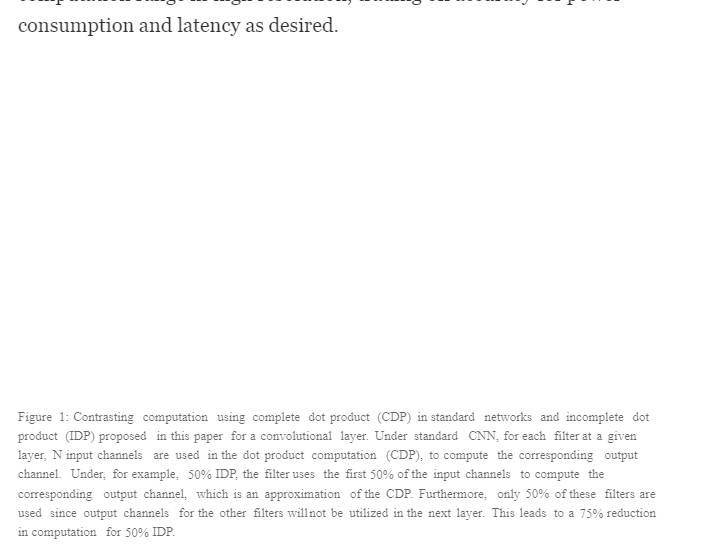 consumption and latency as desired.
Figure 1: Contrasting computation using complete dot product (CDP) in standard networks and incomplete dot
product (IDP) proposed in this paper for a convolutional layer. Under standard CNN, for each filter at a given
layer, N input channels are used in the dot product computation (CDP), to compute the corresponding output
channel. Under, for example, 50% IDP, the filter uses the first 50% of the input channels to compute the
corresponding output channel, which is an approximation of the CDP. Furthermore, only 50% of these filters are
used since output channels for the other filters will not be utilized in the next layer. This leads to a 75% reduction
in computation for 50% IDP.